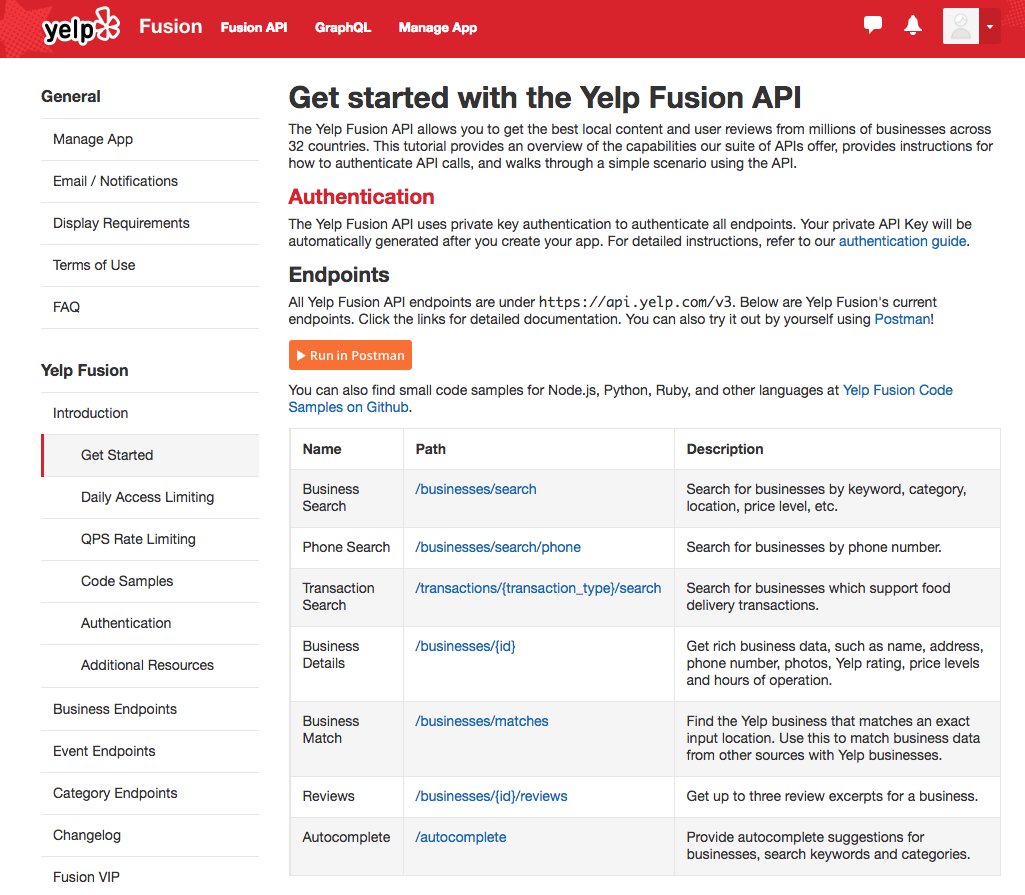 yelp Fusion Fusion API GraphQL Manage App
General
Manage App
Email / Notifications
Display Requirements
Terms of Use
FAQ
Yelp Fusion
Introduction
Get Started
Daily Access Limiting
QPS Rate Limiting
Code Samples
Authentication
Additional Resources
Business Endpoints
Event Endpoints
Category Endpoints
Changelog
Fusion VIP
Get started with the Yelp Fusion API
The Yelp Fusion API allows you to get the best local content and user reviews from millions of businesses across
32 countries. This tutorial provides an overview of the capabilities our suite of APIs offer, provides instructions for
how to authenticate API calls, and walks through a simple scenario using the API.
Authentication
The Yelp Fusion API uses private key authentication to authenticate all endpoints. Your private API Key will be
automatically generated after you create your app. For detailed instructions, refer to our authentication guide.
Endpoints
All Yelp Fusion API endpoints are under https://api.yelp.com/v3. Below are Yelp Fusion's current
endpoints. Click the links for detailed documentation. You can also try it out by yourself using Postman!
Run in Postman
You can also find small code samples for Node.js, Python, Ruby, and other languages at Yelp Fusion Code
Samples on Github.
Name Path Description
Business
Search
/businesses/search
Search for businesses by keyword, category,
location, price level, etc.
Phone Search /businesses/search/phone Search for businesses by phone number.
Transaction
Search
/transactions/{transaction_type}/search
Search for businesses which support food
delivery transactions.
Business
Details
/businesses/{id}
Get rich business data, such as name, address,
phone number, photos, Yelp rating, price levels
and hours of operation.
Business
Match
/businesses/matches
Find the Yelp business that matches an exact
input location. Use this to match business data
from other sources with Yelp businesses.
Reviews /businesses/{id}/reviews Get up to three review excerpts for a business.
Autocomplete /autocomplete
Provide autocomplete suggestions for
businesses, search keywords and categories.